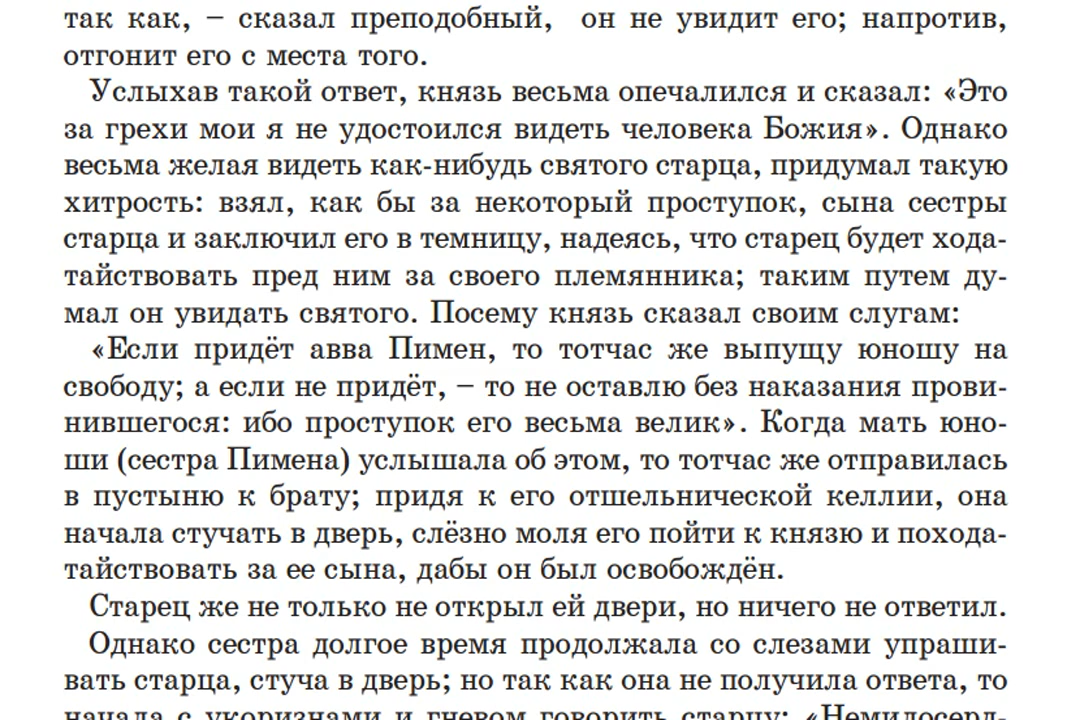 так как, – сказал преподобный, он не увидит его; напротив,
отгонит его с места того.
Услыхав такой ответ, князь весьма опечалился и сказал: «Это
за грехи мои я не удостоился видеть человека Божия». Однако
весьма желая видеть как-нибудь святого старца, придумал такую
хитрость: взял, как бы за некоторый проступок, сына сестры
старца и заключил его в темницу, надеясь, что старец будет хода-
тайствовать пред ним за своего племянника; таким путем ду-
мал он увидать святого. Посему князь сказал своим слугам:
«Если придёт авва Пимен, то тотчас же выпущу юношу на
свободу; а если не придёт, – то не оставлю без наказания прови-
нившегося: ибо проступок его весьма велик». Когда мать юно-
ши (сестра Пимена) услышала об этом, то тотчас же отправилась
в пустыню к брату; придя к его отшельнической келлии, она
начала стучать в дверь, слёзно моля его пойти к князю и похода-
тайствовать за ее сына, дабы он был освобождён.
Старец же не только не открыл ей двери, но ничего не ответил.
Однако сестра долгое время продолжала со слезами упраши-
вать старца, стуча в дверь; но так как она не получила ответа, то
начала с укоризнами и гневом говорить старцу: «Немилосерд-